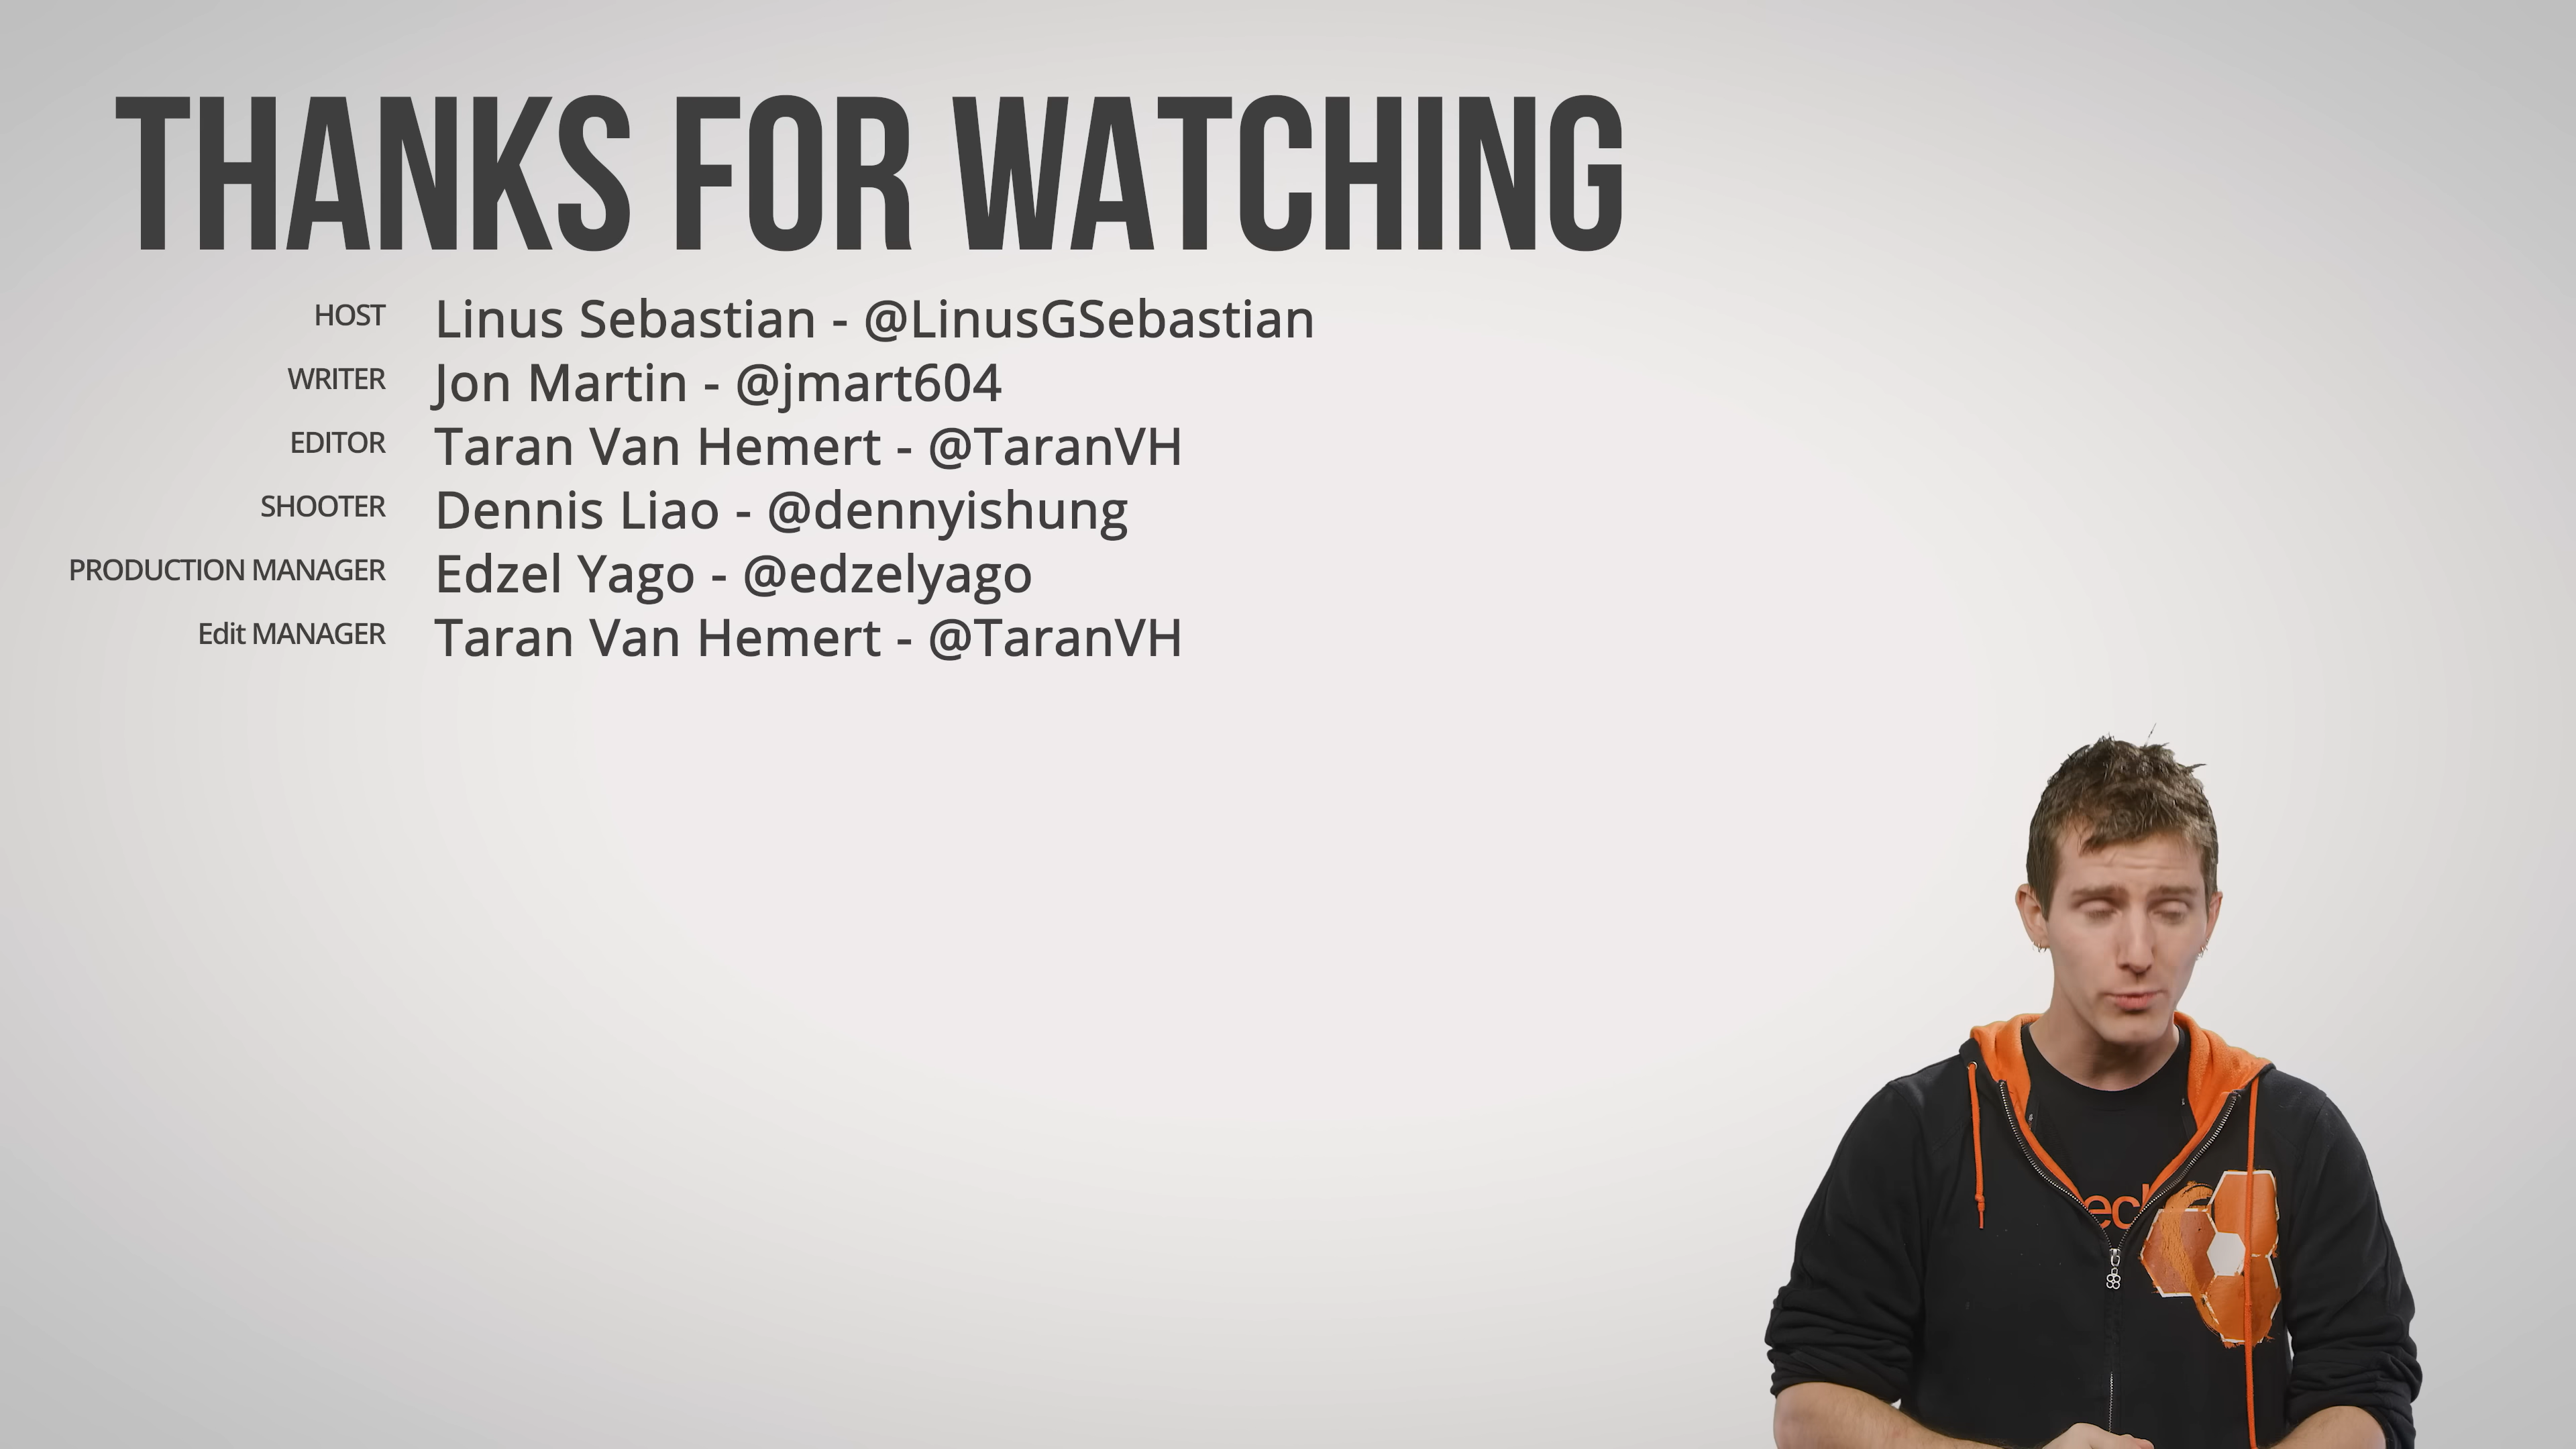 THANKS FOR WATCHING
HOST Linus Sebastian - @LinusGSebastian
WRITER Jon Martin - @jmart604
EDITOR Taran Van Hemert - @TaranVH
SHOOTER Dennis Liao - @dennyishung
PRODUCTION MANAGER Edzel Yago - @edzelyago
Edit MANAGER Taran Van Hemert - @TaranVH